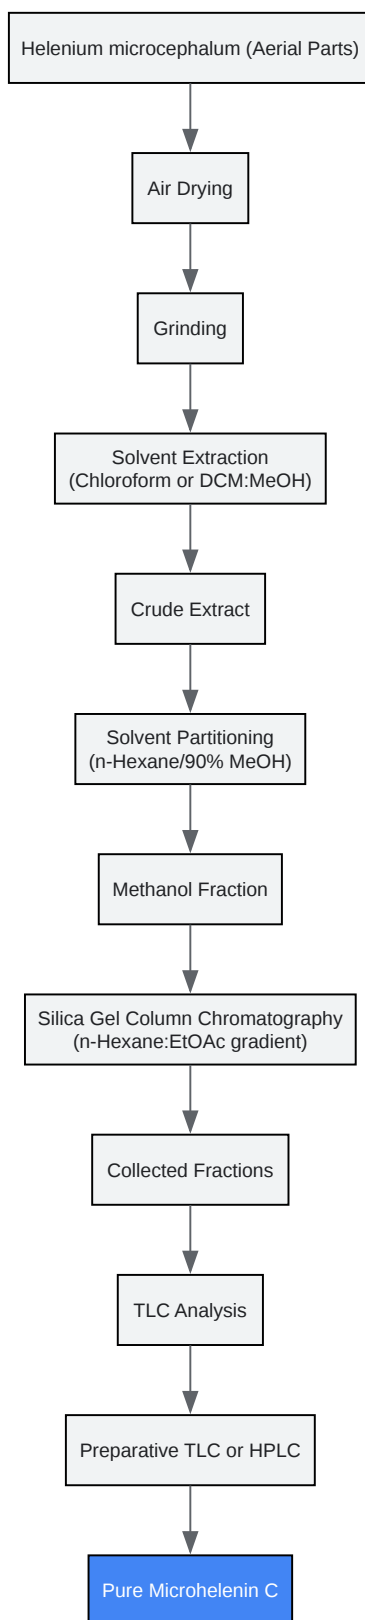 Helenium microcephalum (Aerial Parts)
Air Drying
Grinding
Solvent Extraction
(Chloroform or DCM:MeOH)
Crude Extract
Solvent Partitioning
(n-Hexane/90% MeOH)
Methanol Fraction
Silica Gel Column Chromatography
(n-Hexane:EtOAc gradient)
Collected Fractions
TLC Analysis
Preparative TLC or HPLC
Pure Microhelenin C